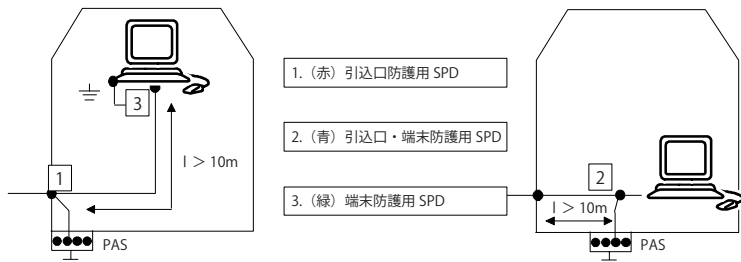 3
l > 10m
1
PAS
1.（赤）引込口防護用 SPD
2.（青）引込口・端末防護用 SPD
3.（緑）端末防護用 SPD
2
l > 10m
PAS